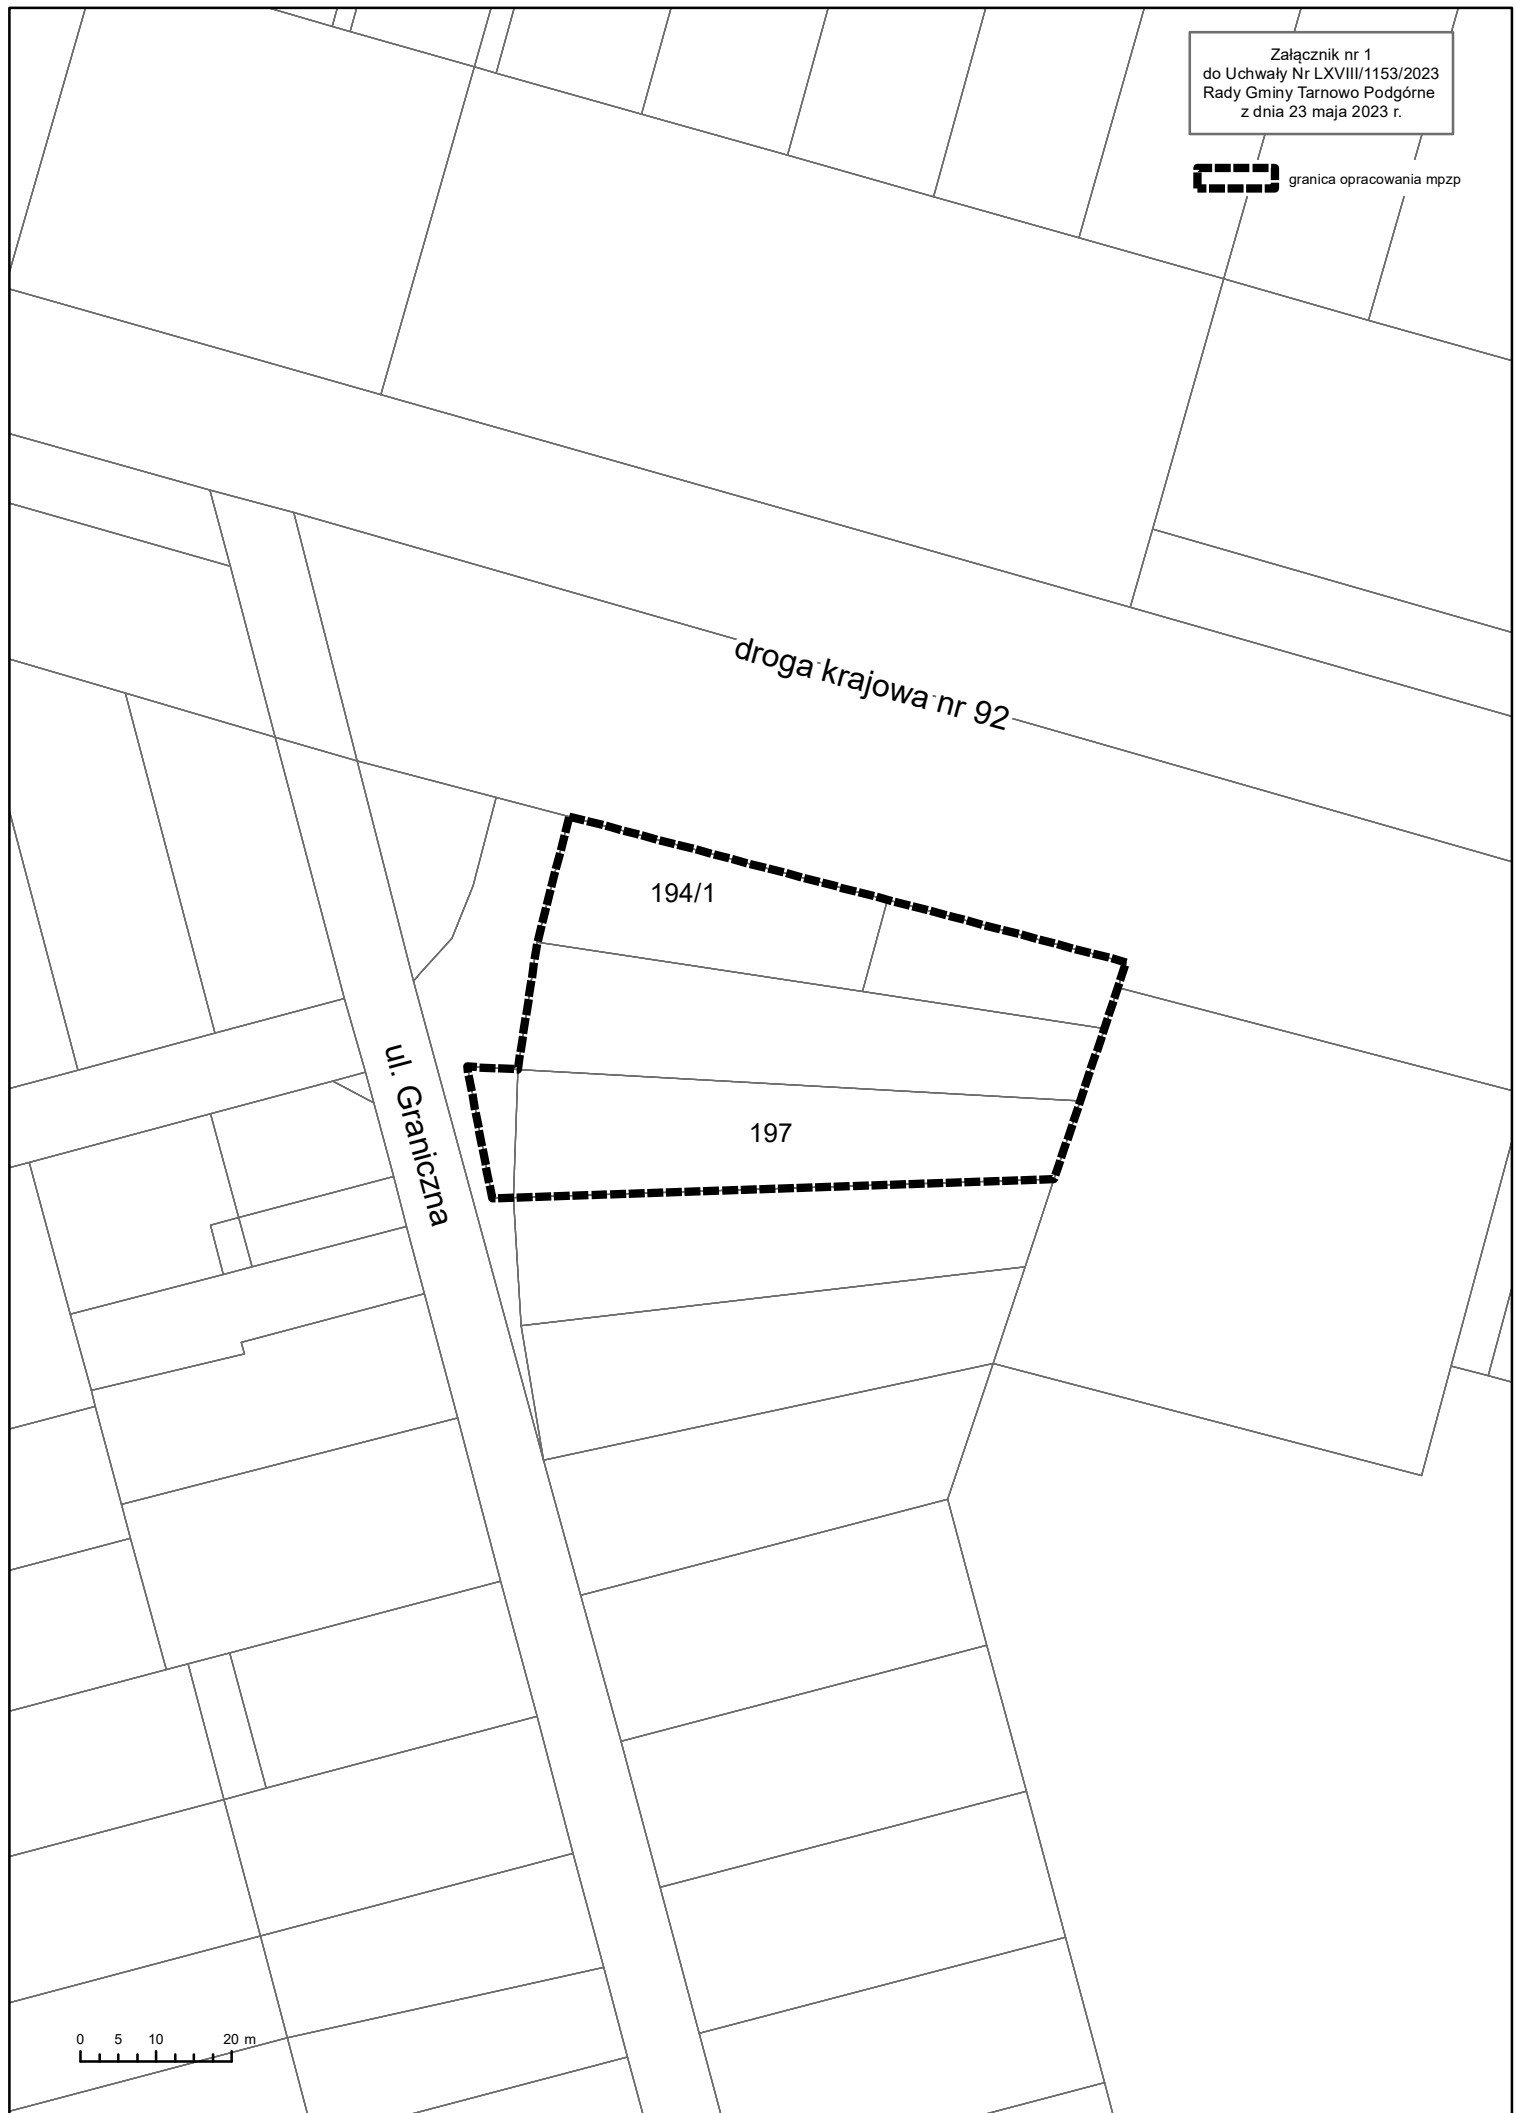 Załącznik nr 1
do Uchwały Nr LXVIII/1153/2023
Rady Gminy Tarnowo Podgórne
z dnia 23 maja 2023 r.
granica opracowania mpzp
droga krajowa nr 92
194/1
ul. Graniczna
197
0 5 10 20 m